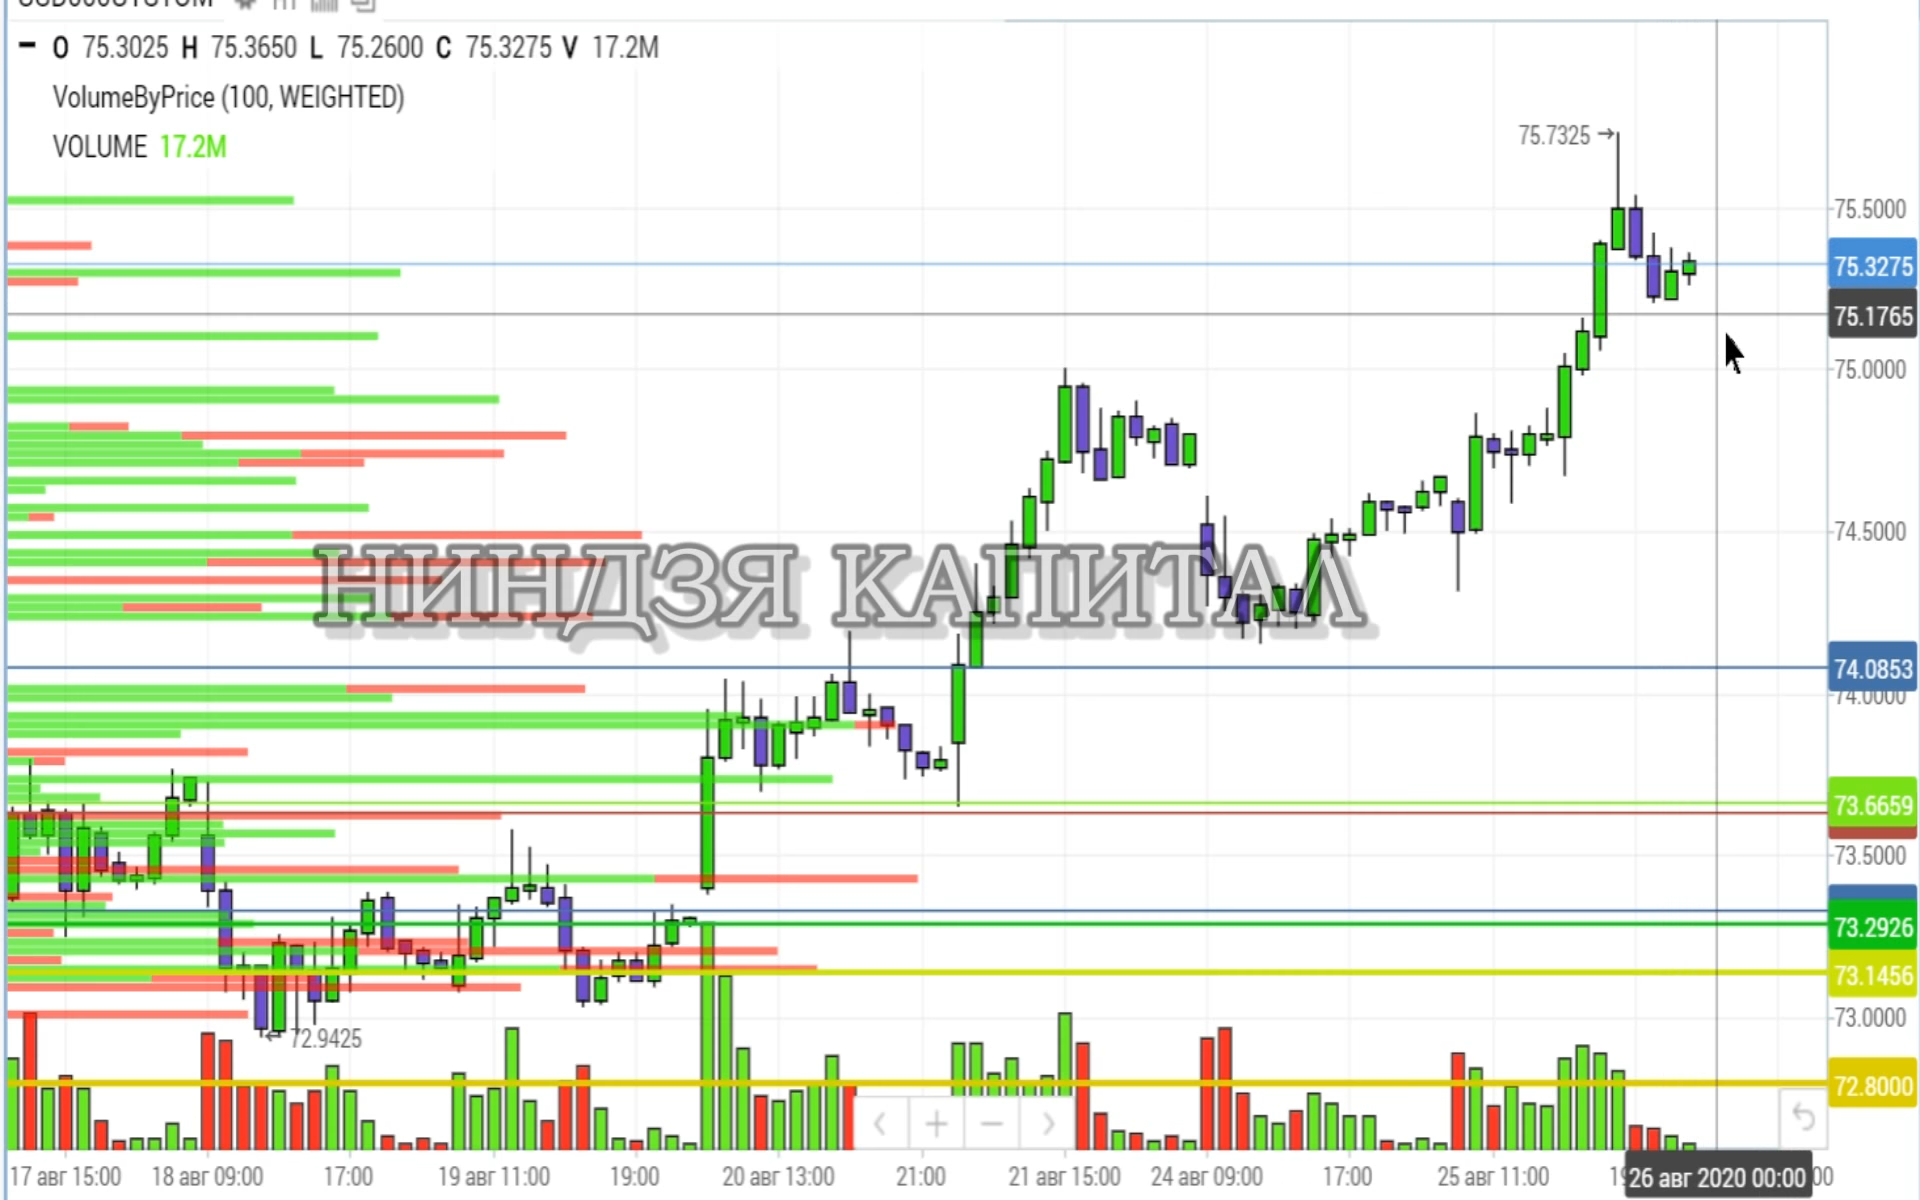 H1
O 75.3025 H 75.3650 L 75.2600 C 75.3275 V 17.2M
VolumeByPrice (100, WEIGHTED)
VOLUME 17.2M
75.7325
75.5000
75.3275
75.1765
75.0000
74.5000
НИНДЗЯ КАПИТАЛ
74.0853
74.0000
73.6659
73.5000
73.2926
73.1456
73.0000
72.9425
72.8000
17 авг 15:00 18 авг 09:00 17:00 19 авг 11:00 19:00 20 авг 13:00 21:00 21 авг 15:00 24 авг 09:00 17:00 25 авг 11:00 26 авг 2020 00:00